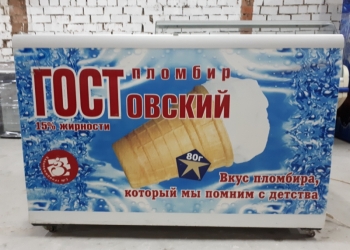 пломбир
ГОСТовский
15% жирности
80г
Вкус пломбира,
который мы помним с детства